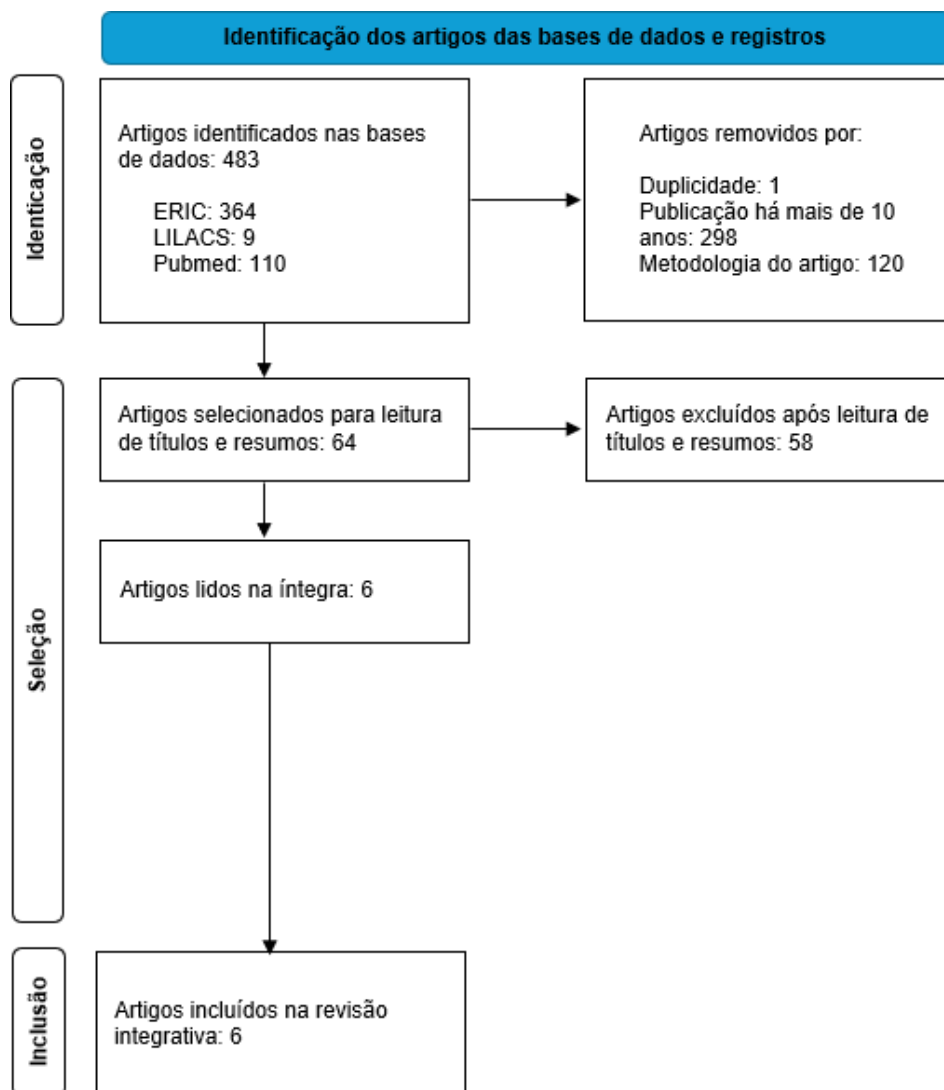 Identificação dos artigos das bases de dados e registros
Identicação
Artigos identificados nas bases
de dados: 483
ERIC: 364
LILACS: 9
Pubmed: 110
Artigos removidos por:
Duplicidade: 1
Publicação há mais de 10
anos: 298
Metodologia do artigo: 120
Seleção
Artigos selecionados para leitura
de títulos e resumos: 64
Artigos excluídos após leitura de
títulos e resumos: 58
Artigos lidos na íntegra: 6
Inclusão
Artigos incluídos na revisão
integrativa: 6